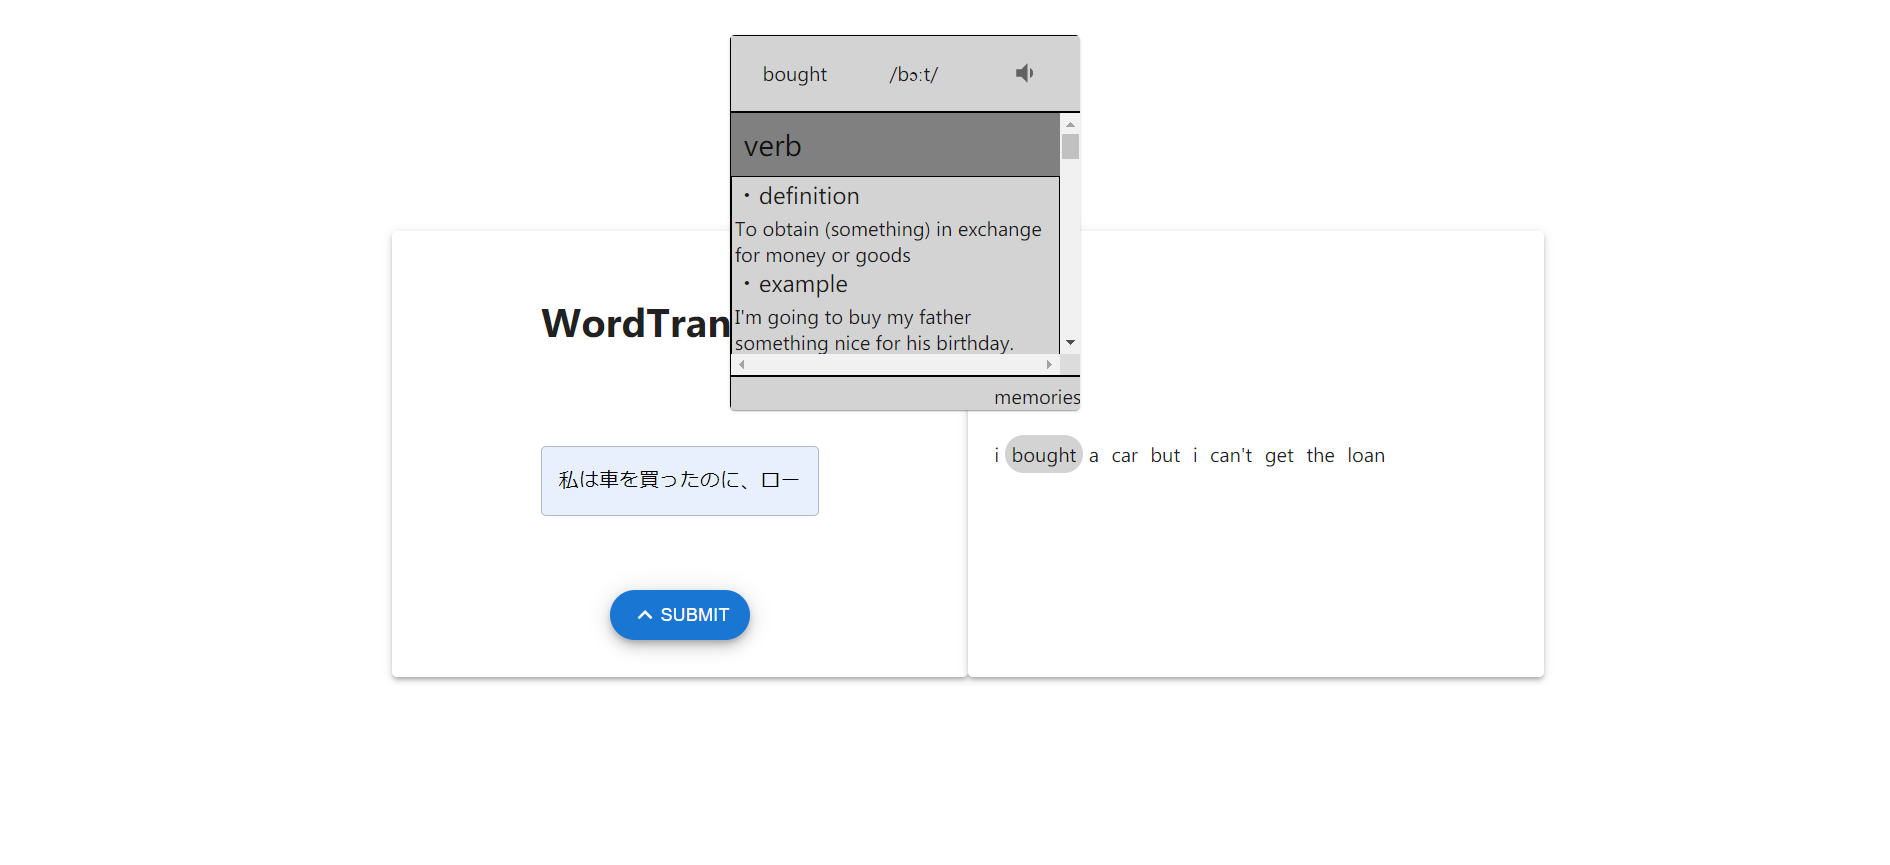 bought /bɔːt/
verb
・definition
To obtain (something) in exchange
for money or goods
・example
I'm going to buy my father
something nice for his birthday.
memories
WordTran
私は車を買ったのに、ロー
SUBMIT
i bought a car but i can't get the loan